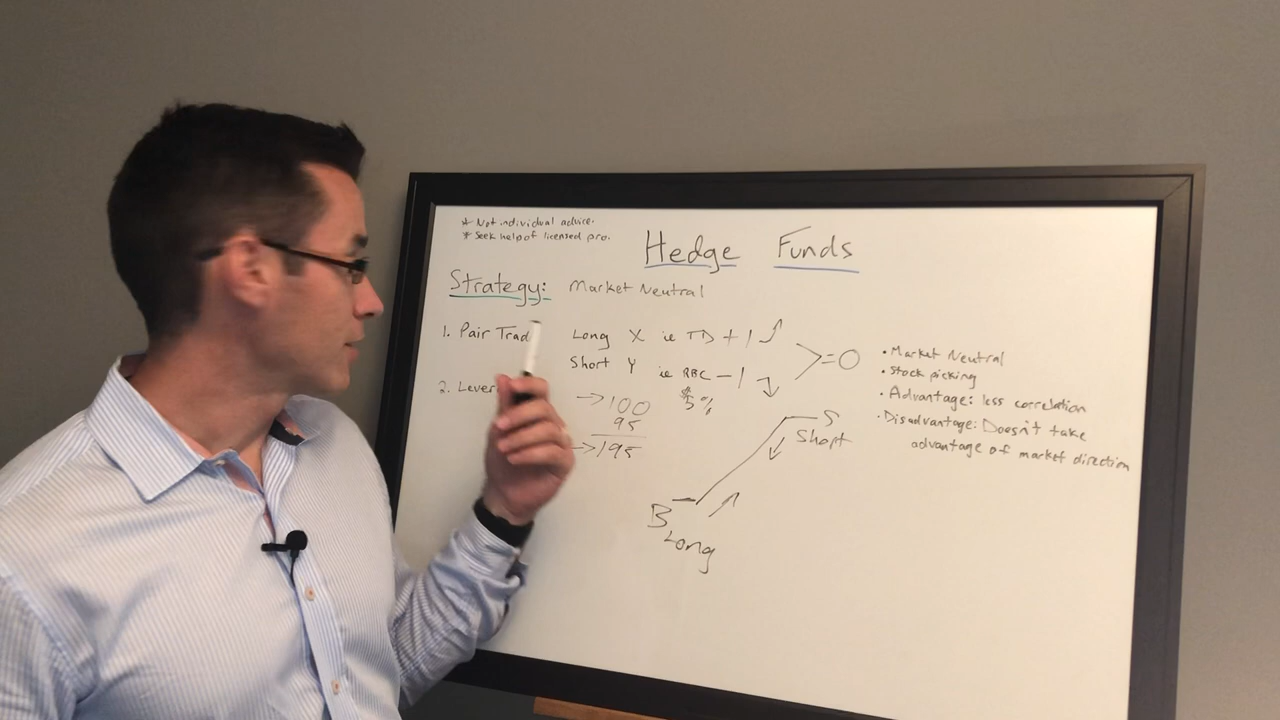 * Not individual advice.
* Seek help of licensed pro.
Hedge Funds
Strategy: Market Neutral
1. Pair Trad
Long X ie TD + 1
Short Y ie RBC - 1
= 0
2. Lever
100
95
195
$ %
S
Short
B
Long
• Market Neutral
• Stock picking
• Advantage: less correlation
• Disadvantage: Doesn't take
advantage of market direction